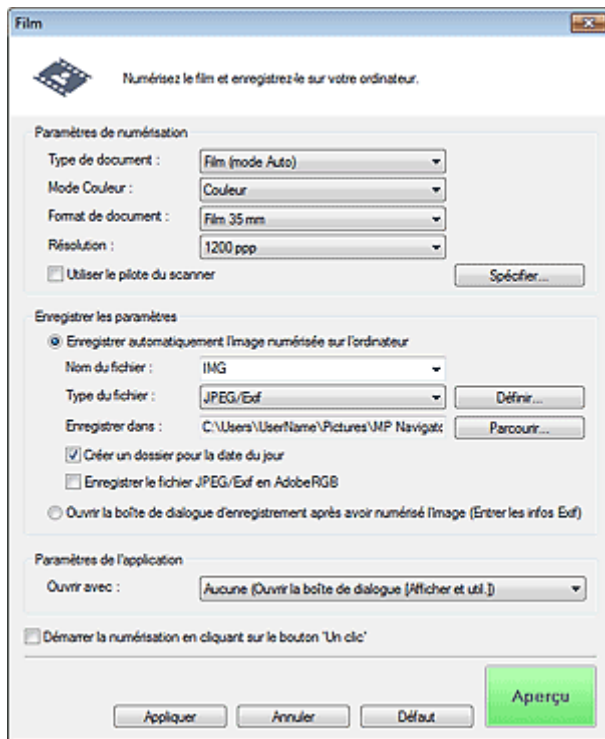 Film
Numérisez le film et enregistrez-le sur votre ordinateur.
Paramètres de numérisation
Type de document : Film (mode Auto)
Mode Couleur : Couleur
Format de document : Film 35 mm
Résolution : 1200 ppp
Utiliser le pilote du scanner Spécifier...
Enregistrer les paramètres
Enregistrer automatiquement l'image numérisée sur l'ordinateur
Nom du fichier : IMG
Type du fichier : JPEG/Exif Définir...
Enregistrer dans : C:\Users\UserName\Pictures\MP Navigato Parcourir...
Créer un dossier pour la date du jour
Enregistrer le fichier JPEG/Exif en AdobeRGB
Ouvrir la boîte de dialogue d'enregistrement après avoir numérisé l'image (Entrer les infos Exif)
Paramètres de l'application
Ouvrir avec : Aucune (Ouvrir la boîte de dialogue [Afficher et util.])
Démarrer la numérisation en cliquant sur le bouton 'Un clic'
Appliquer Annuler Défaut Aperçu